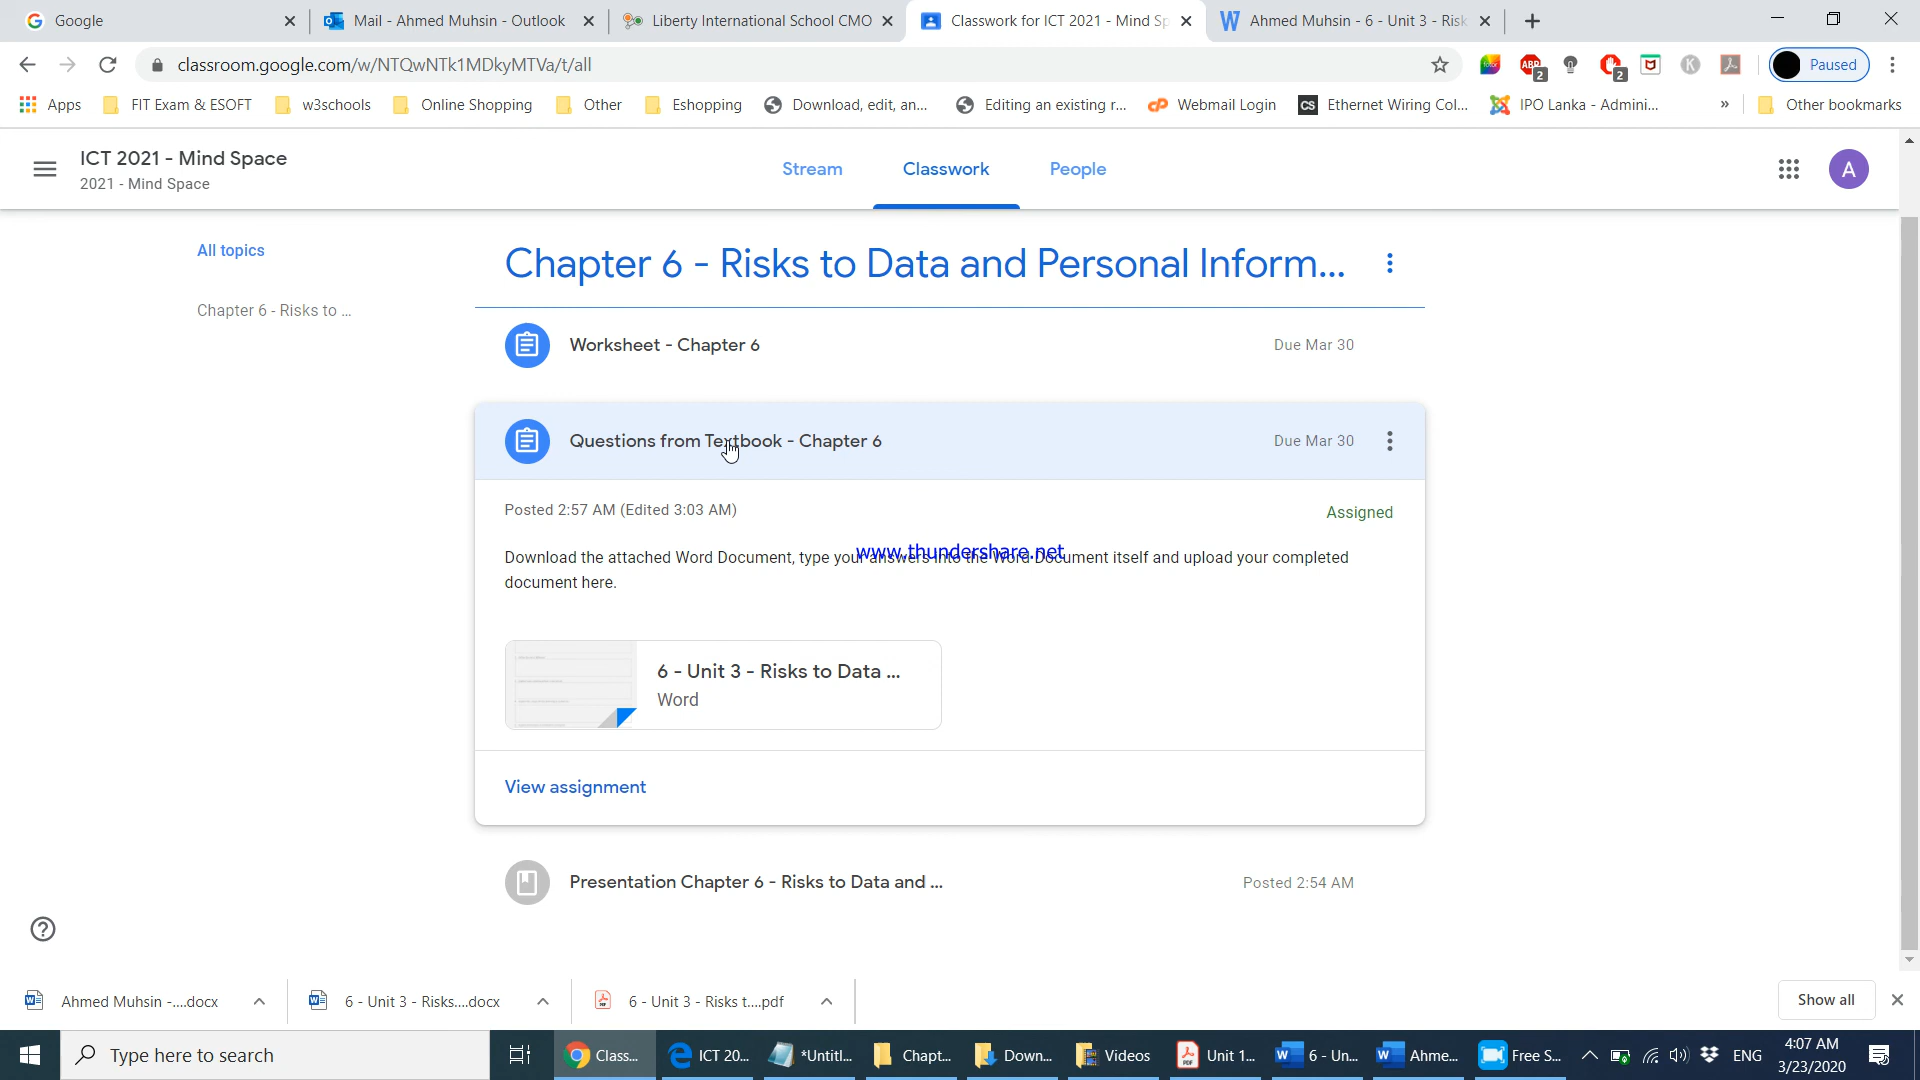 Google
Mail - Ahmed Muhsin - Outlook
Liberty International School CMO
Classwork for ICT 2021 - Mind Sp
Ahmed Muhsin - 6 - Unit 3 - Risk
classroom.google.com/w/NTQwNTk1MDkyMTVa/t/all
ABP
2
2
K
Paused
Apps
FIT Exam & ESOFT
w3schools
Online Shopping
Other
Eshopping
Download, edit, an...
Editing an existing r...
cP
Webmail Login
CS
Ethernet Wiring Col...
IPO Lanka - Admini...
»
Other bookmarks
ICT 2021 - Mind Space
2021 - Mind Space
Stream
Classwork
People
A
All topics
Chapter 6 - Risks to ...
Chapter 6 - Risks to Data and Personal Inform...
Worksheet - Chapter 6
Due Mar 30
Questions from Textbook - Chapter 6
Due Mar 30
Posted 2:57 AM (Edited 3:03 AM)
Assigned
www.thundershare.net
Download the attached Word Document, type your answers into the Word Document itself and upload your completed
document here.
6 - Unit 3 - Risks to Data ...
Word
View assignment
Presentation Chapter 6 - Risks to Data and ...
Posted 2:54 AM
Ahmed Muhsin -....docx
6 - Unit 3 - Risks....docx
6 - Unit 3 - Risks t....pdf
Show all
Type here to search
Class...
ICT 20...
*Untitl...
Chapt...
Down...
Videos
Unit 1...
6 - Un...
Ahme...
Free S...
ENG
4:07 AM
3/23/2020